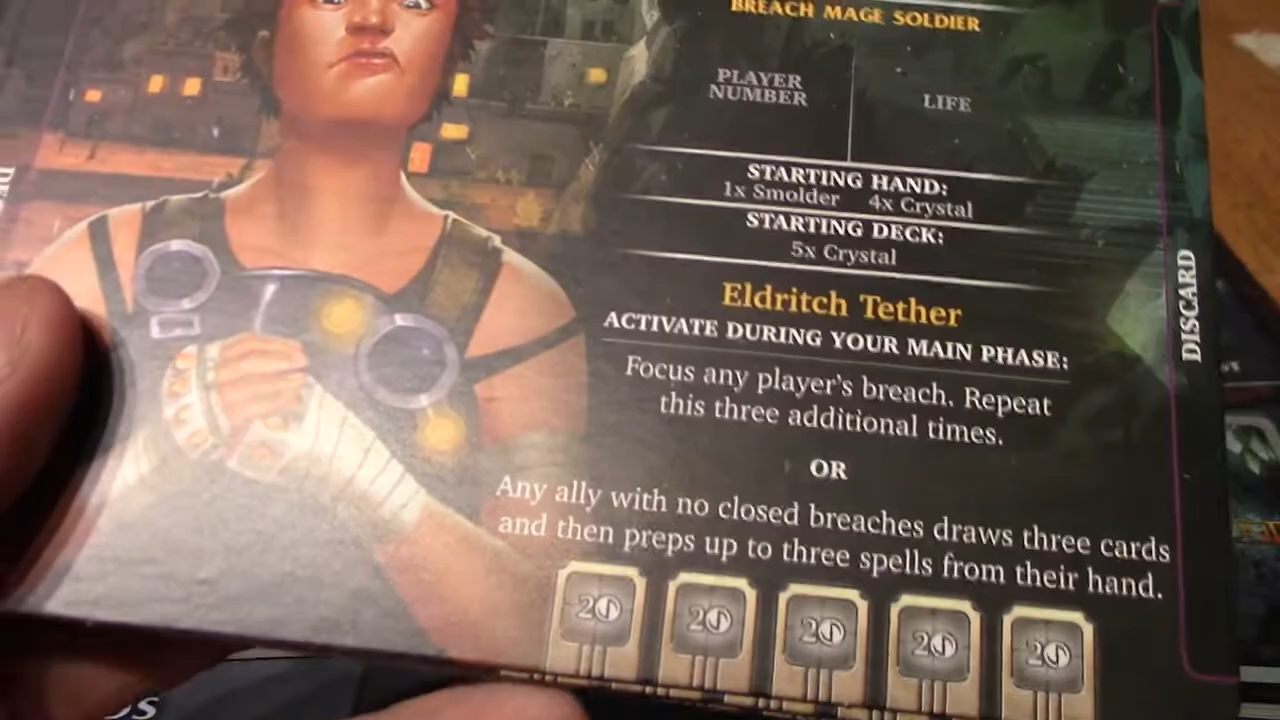 BREACH MAGE SOLDIER
PLAYER
NUMBER
LIFE
STARTING HAND:
1x Smolder 4x Crystal
STARTING DECK:
5x Crystal
Eldritch Tether
ACTIVATE DURING YOUR MAIN PHASE:
Focus any player's breach. Repeat
this three additional times.
OR
Any ally with no closed breaches draws three cards
and then preps up to three spells from their hand.
2 2 2 2 2
DISCARD